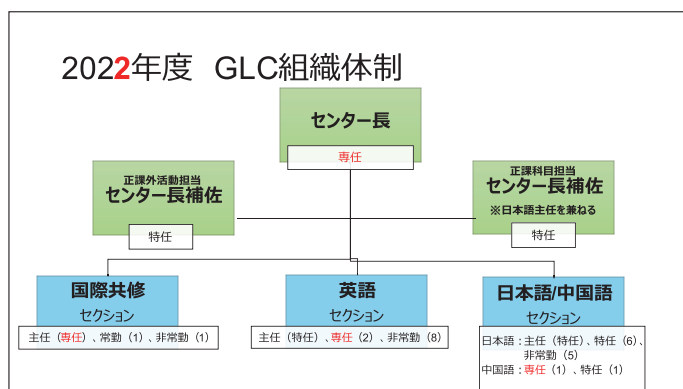 2022年度 GLC組織体制
センター長
専任
正課外活動担当
センター長補佐
特任
正課科目担当
センター長補佐
※日本語主任を兼ねる
特任
国際共修
セクション
主任（専任）、常勤（1）、非常勤（1）
英語
セクション
主任（特任）、専任（2）、非常勤（8）
日本語/中国語
セクション
日本語：主任（特任）、特任（6）、
非常勤（5）
中国語：専任（1）、特任（1）